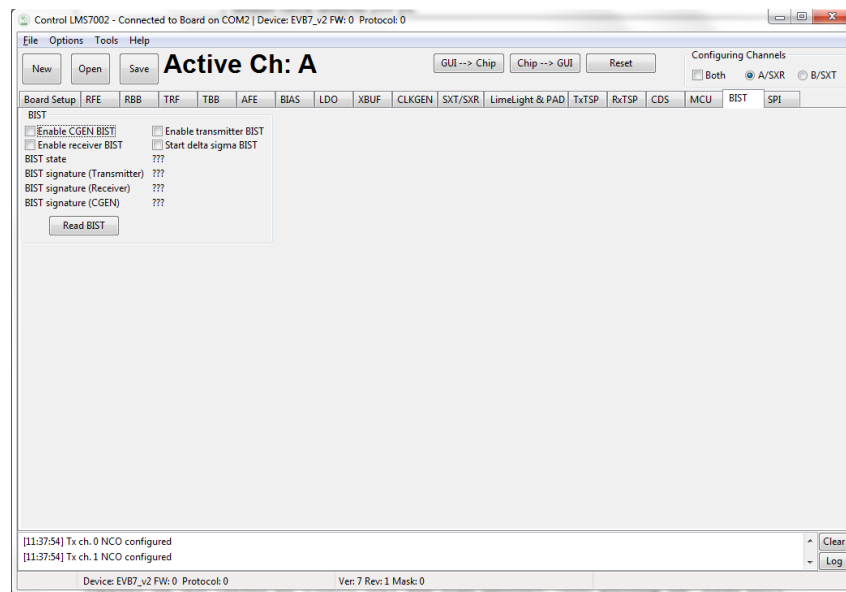 Control LMS7002 - Connected to Board on COM2 | Device: EVB7_v2 FW: 0 Protocol: 0
File Options Tools Help
New Open Save Active Ch: A GUI --> Chip Chip --> GUI Reset Configuring Channels
Both A/SXR B/SXT
Board Setup RFE RBB TRF TBB AFE BIAS LDO XBUF CLKGEN SXT/SXR LimeLight & PAD TxTSP RxTSP CDS MCU BIST SPI
BIST
Enable CGEN BIST Enable transmitter BIST
Enable receiver BIST Start delta sigma BIST
BIST state ???
BIST signature (Transmitter) ???
BIST signature (Receiver) ???
BIST signature (CGEN) ???
Read BIST
[11:37:54] Tx ch. 0 NCO configured
[11:37:54] Tx ch. 1 NCO configured
Clear
Log
Device: EVB7_v2 FW: 0 Protocol: 0 Ver: 7 Rev: 1 Mask: 0